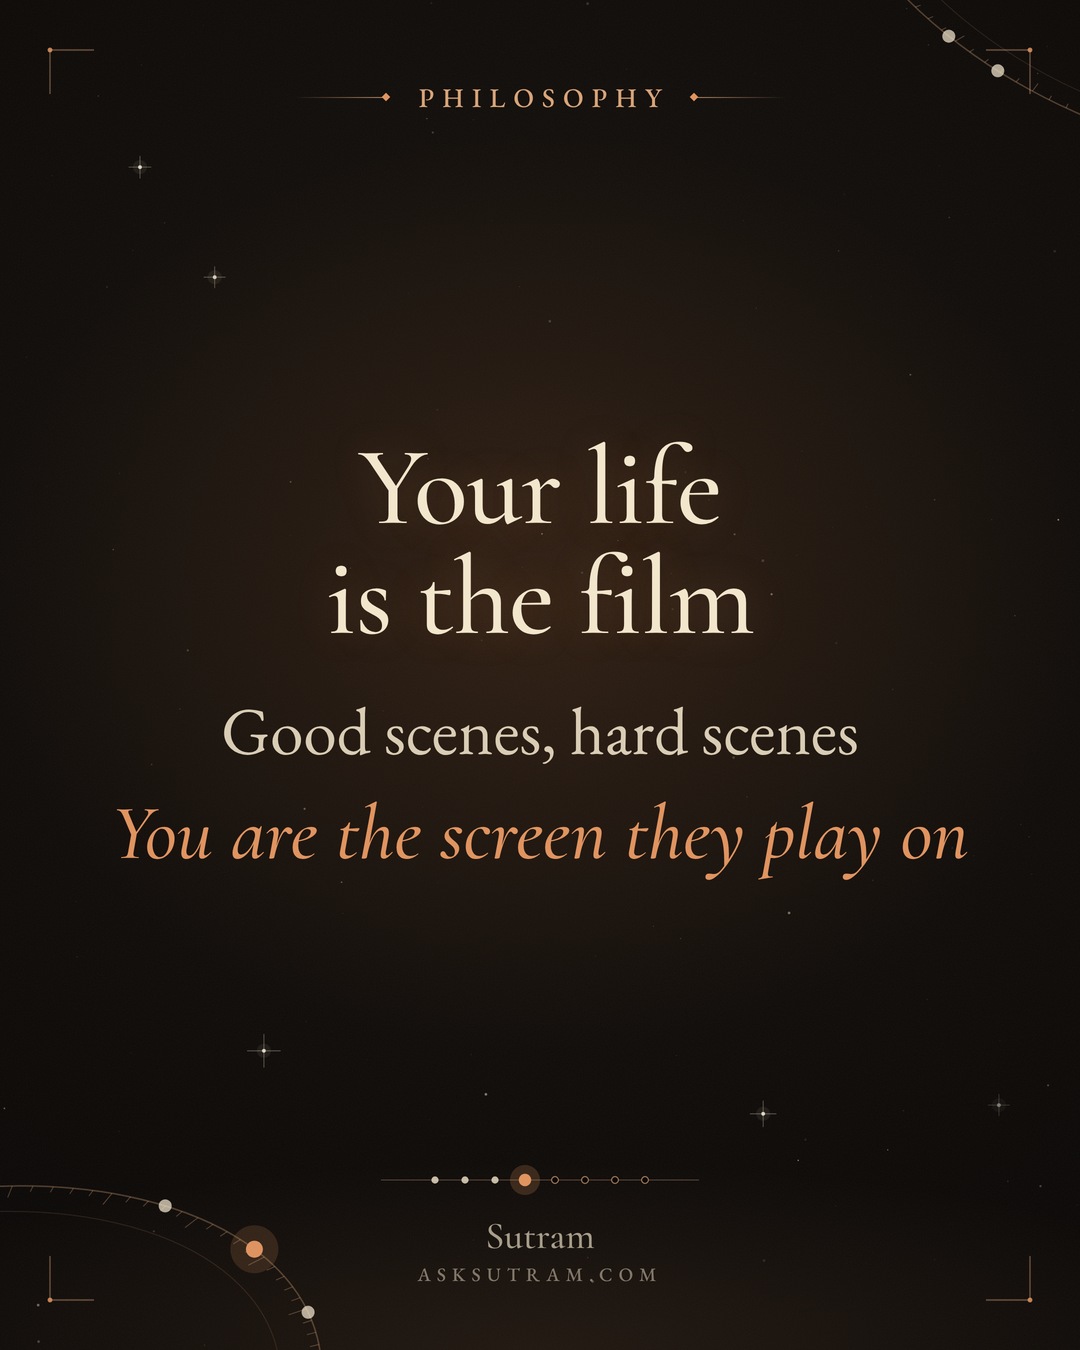 PHILOSOPHY
Your life
is the film
Good scenes, hard scenes
You are the screen they play on
Sutram
ASKSUTRAM.COM